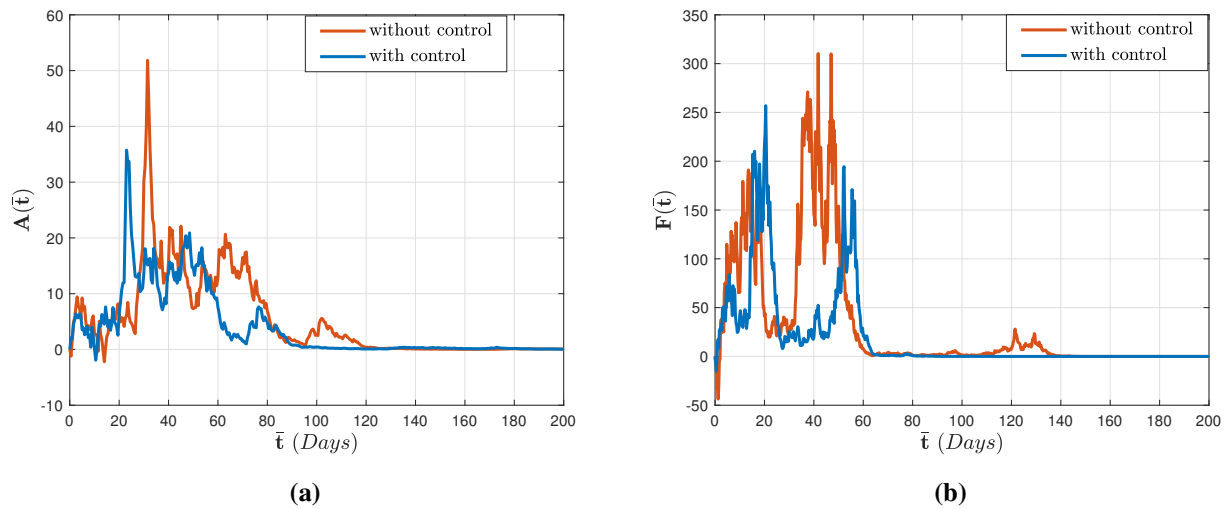 without control
with control
60
50
40
30
20
10
0
-10
A(t̄)
0 20 40 60 80 100 120 140 160 180 200
t̄ (Days)
(a)
without control
with control
350
300
250
200
150
100
50
0
-50
F(t̄)
0 20 40 60 80 100 120 140 160 180 200
t̄ (Days)
(b)